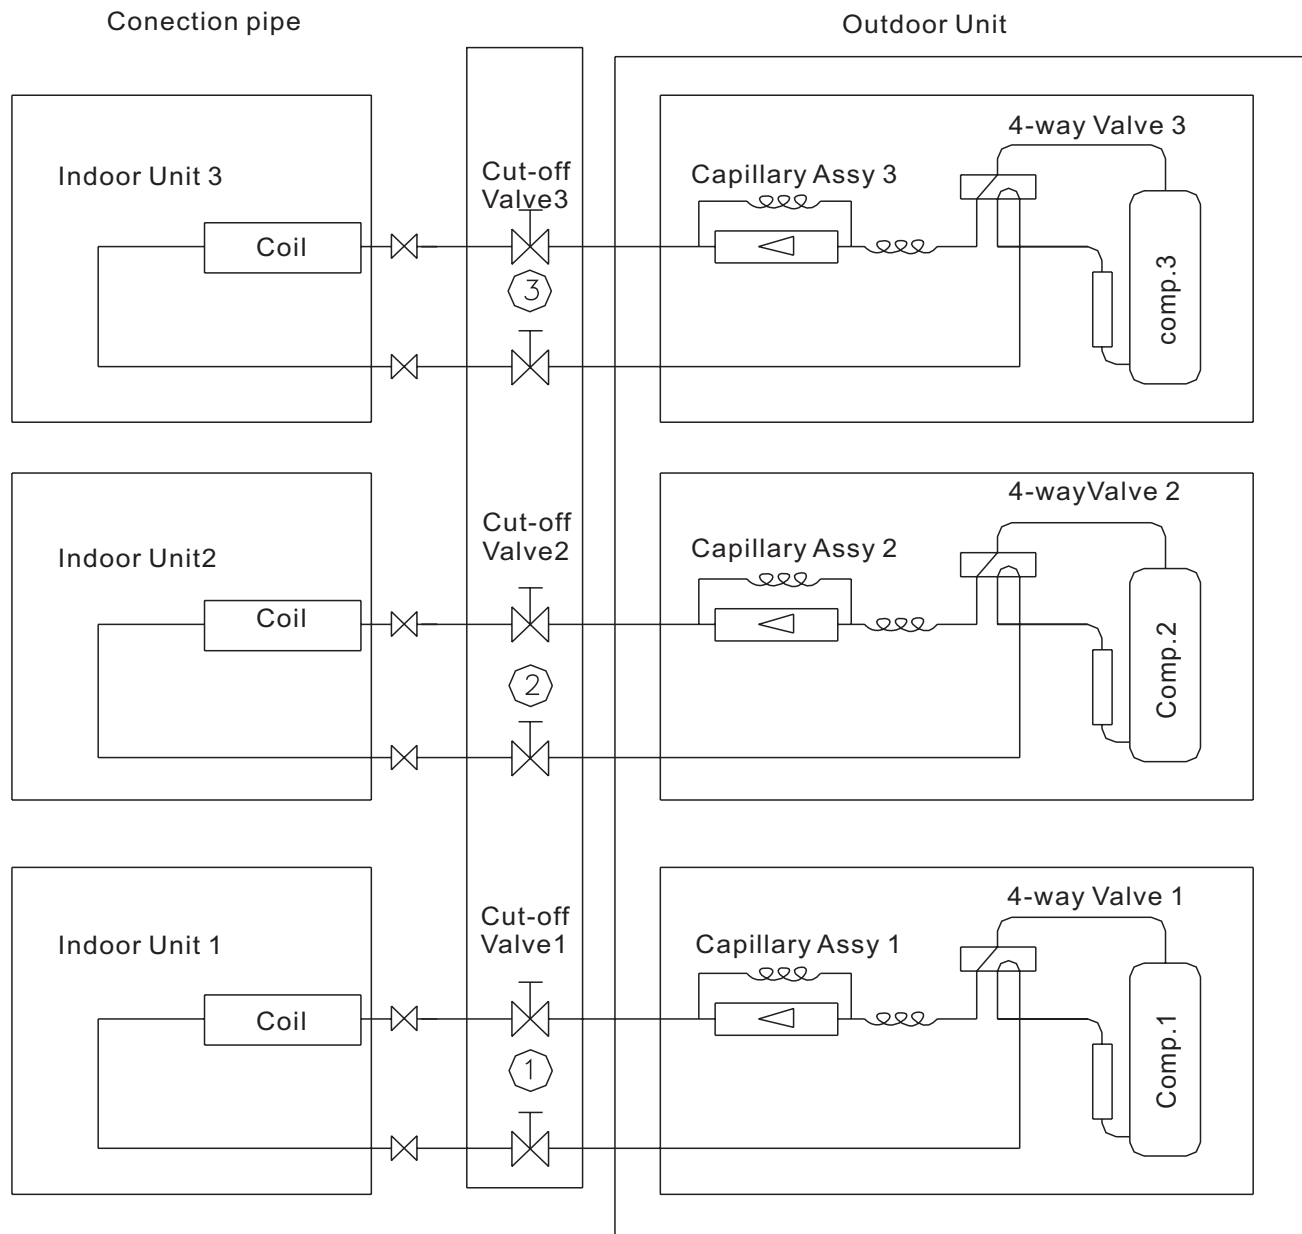 Conection pipe
Outdoor Unit
4-way Valve 3
Indoor Unit 3
Cut-off
Valve3
Capillary Assy 3
Coil
3
comp.3
4-wayValve 2
Indoor Unit2
Cut-off
Valve2
Capillary Assy 2
Coil
2
Comp.2
4-way Valve 1
Indoor Unit 1
Cut-off
Valve1
Capillary Assy 1
Coil
1
Comp.1